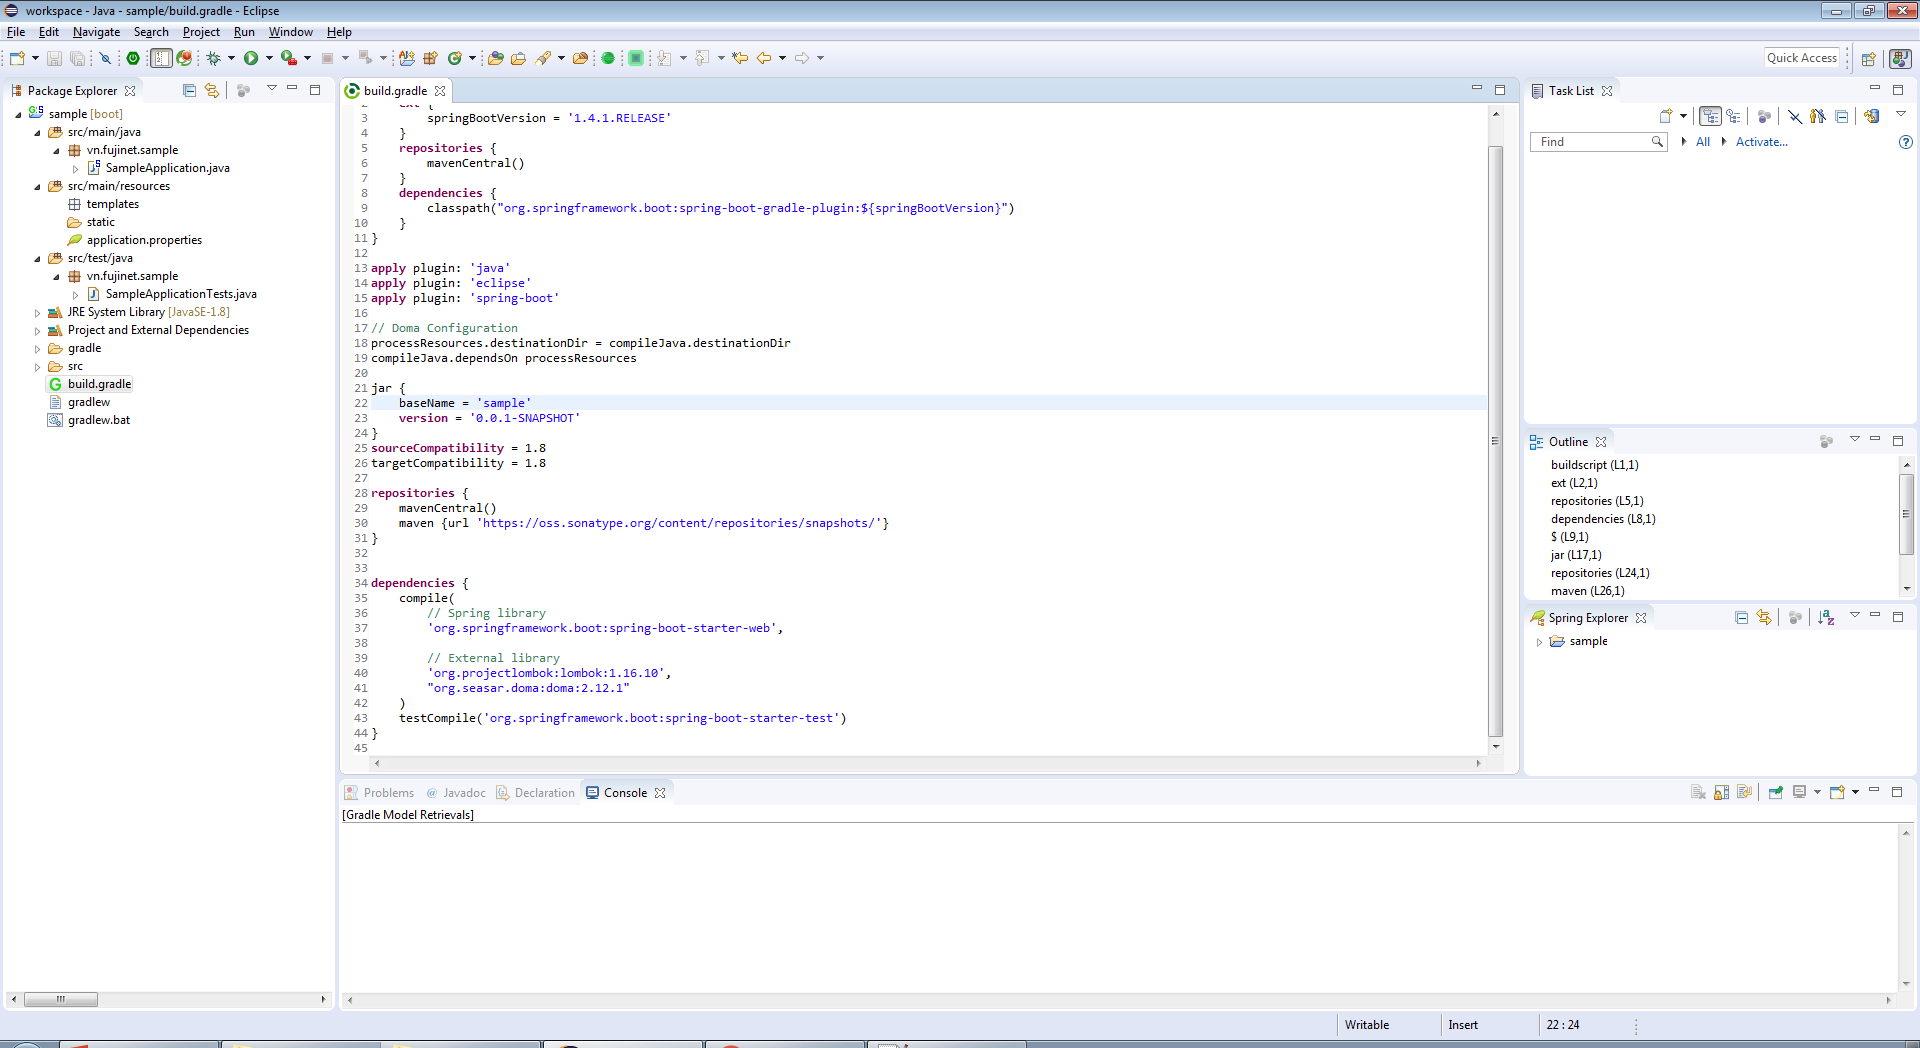 workspace - Java - sample/build.gradle - Eclipse
File Edit Navigate Search Project Run Window Help
Quick Access
Package Explorer
sample [boot]
src/main/java
vn.fujinet.sample
SampleApplication.java
src/main/resources
templates
static
application.properties
src/test/java
vn.fujinet.sample
SampleApplicationTests.java
JRE System Library [JavaSE-1.8]
Project and External Dependencies
gradle
src
build.gradle
gradlew
gradlew.bat
build.gradle
2 ext {
3 springBootVersion = '1.4.1.RELEASE'
4 }
5 repositories {
6 mavenCentral()
7 }
8 dependencies {
9 classpath("org.springframework.boot:spring-boot-gradle-plugin:${springBootVersion}")
10 }
11 }
12
13 apply plugin: 'java'
14 apply plugin: 'eclipse'
15 apply plugin: 'spring-boot'
16
17 // Doma Configuration
18 processResources.destinationDir = compileJava.destinationDir
19 compileJava.dependsOn processResources
20
21 jar {
22 baseName = 'sample'
23 version = '0.0.1-SNAPSHOT'
24 }
25 sourceCompatibility = 1.8
26 targetCompatibility = 1.8
27
28 repositories {
29 mavenCentral()
30 maven {url 'https://oss.sonatype.org/content/repositories/snapshots/'}
31 }
32
33
34 dependencies {
35 compile(
36 // Spring library
37 'org.springframework.boot:spring-boot-starter-web',
38
39 // External library
40 'org.projectlombok:lombok:1.16.10',
41 "org.seasar.doma:doma:2.12.1"
42 )
43 testCompile('org.springframework.boot:spring-boot-starter-test')
44 }
45
Task List
Find All Activate...
Outline
buildscript (L1,1)
ext (L2,1)
repositories (L5,1)
dependencies (L8,1)
$ (L9,1)
jar (L17,1)
repositories (L24,1)
maven (L26,1)
Spring Explorer
sample
Problems Javadoc Declaration Console
[Gradle Model Retrievals]
Writable Insert 22 : 24